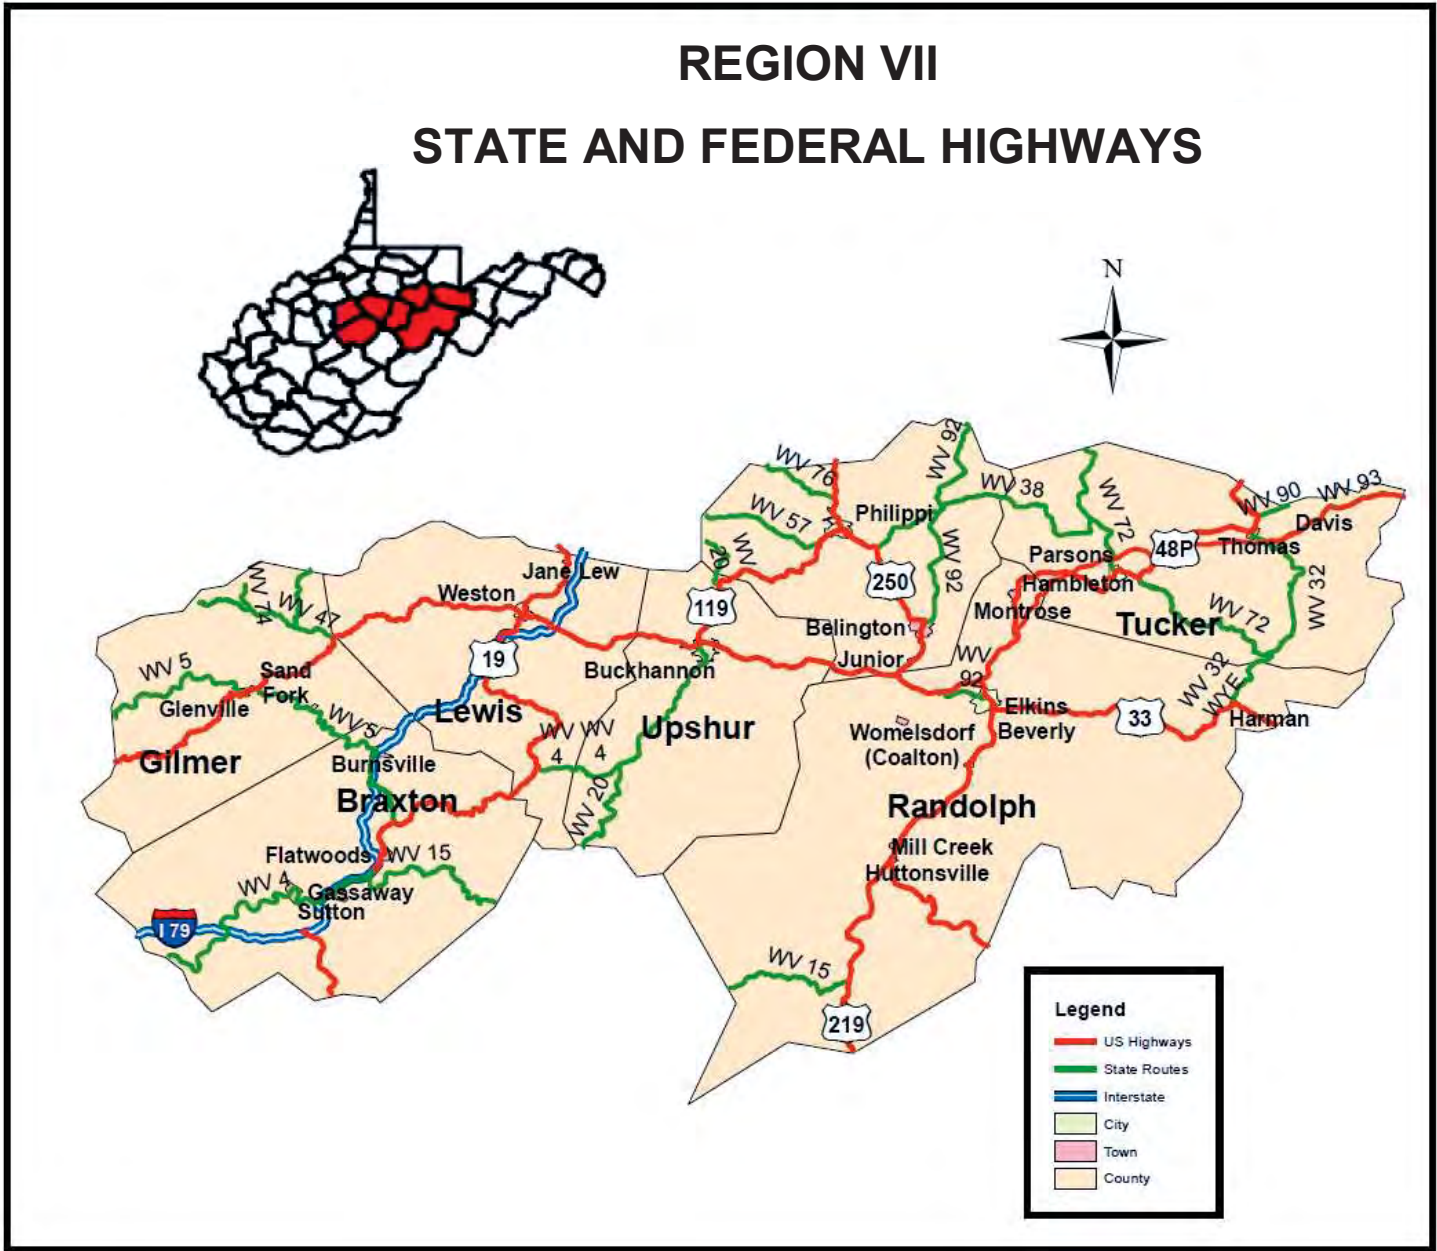 REGION VII
STATE AND FEDERAL HIGHWAYS
N
WV 76
WV 92
WV 38
WV 72
WV 90
WV 93
WV 57
Philippi
Davis
WV
20
WV 92
Parsons
48P
Thomas
Jane Lew
250
Hambleton
WV 74
WV 47
Weston
119
Montrose
WV 72
WV 32
Belington
Tucker
WV 5
Sand
Fork
19
Buckhannon
Junior
WV
92
WV 32
WYE
Glenville
WV 5
Lewis
Upshur
Elkins
33
Harman
WV
4
WV
4
Womelsdorf
(Coalton)
Beverly
Gilmer
Burnsville
Braxton
WV 20
Randolph
Flatwoods
WV 15
Mill Creek
Huttonsville
WV 4
Gassaway
Sutton
I 79
WV 15
219
Legend
US Highways
State Routes
Interstate
City
Town
County